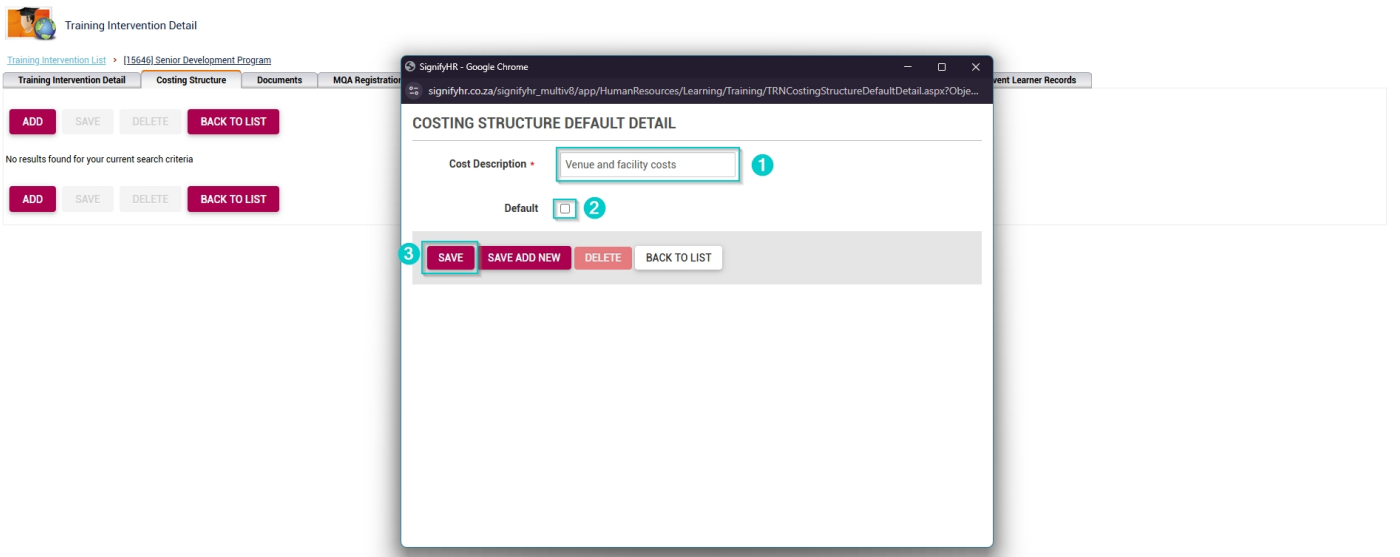 Training Intervention Detail
Training Intervention List > [15646] Senior Development Program
Training Intervention Detail Costing Structure Documents MQA Registration vent Learner Records
ADD SAVE DELETE BACK TO LIST
No results found for your current search criteria
ADD SAVE DELETE BACK TO LIST
SignifyHR - Google Chrome
signifyhr.co.za/signifyhr_multiv8/app/HumanResources/Learning/Training/TRNCostingStructureDefaultDetail.aspx?Obje...
COSTING STRUCTURE DEFAULT DETAIL
Cost Description * Venue and facility costs 1
Default 2
3 SAVE SAVE ADD NEW DELETE BACK TO LIST